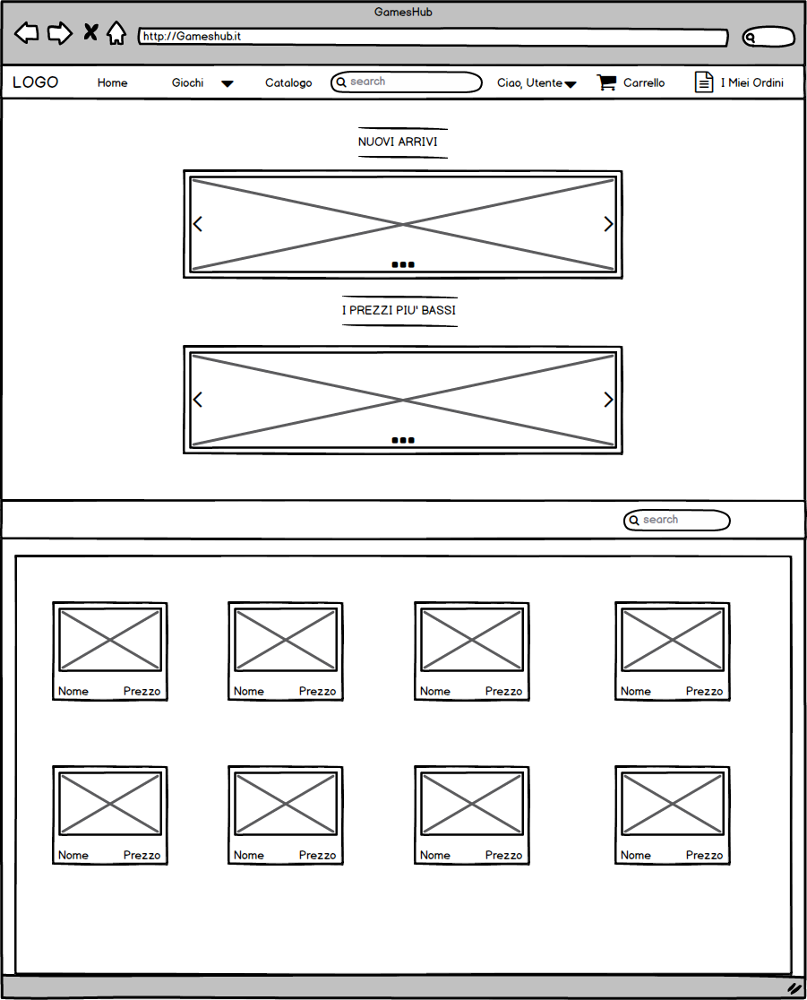 GamesHub
http://Gameshub.it
LOGO Home Giochi Catalogo search Ciao, Utente Carrello I Miei Ordini
NUOVI ARRIVI
I PREZZI PIU' BASSI
search
Nome Prezzo Nome Prezzo Nome Prezzo Nome Prezzo
Nome Prezzo Nome Prezzo Nome Prezzo Nome Prezzo